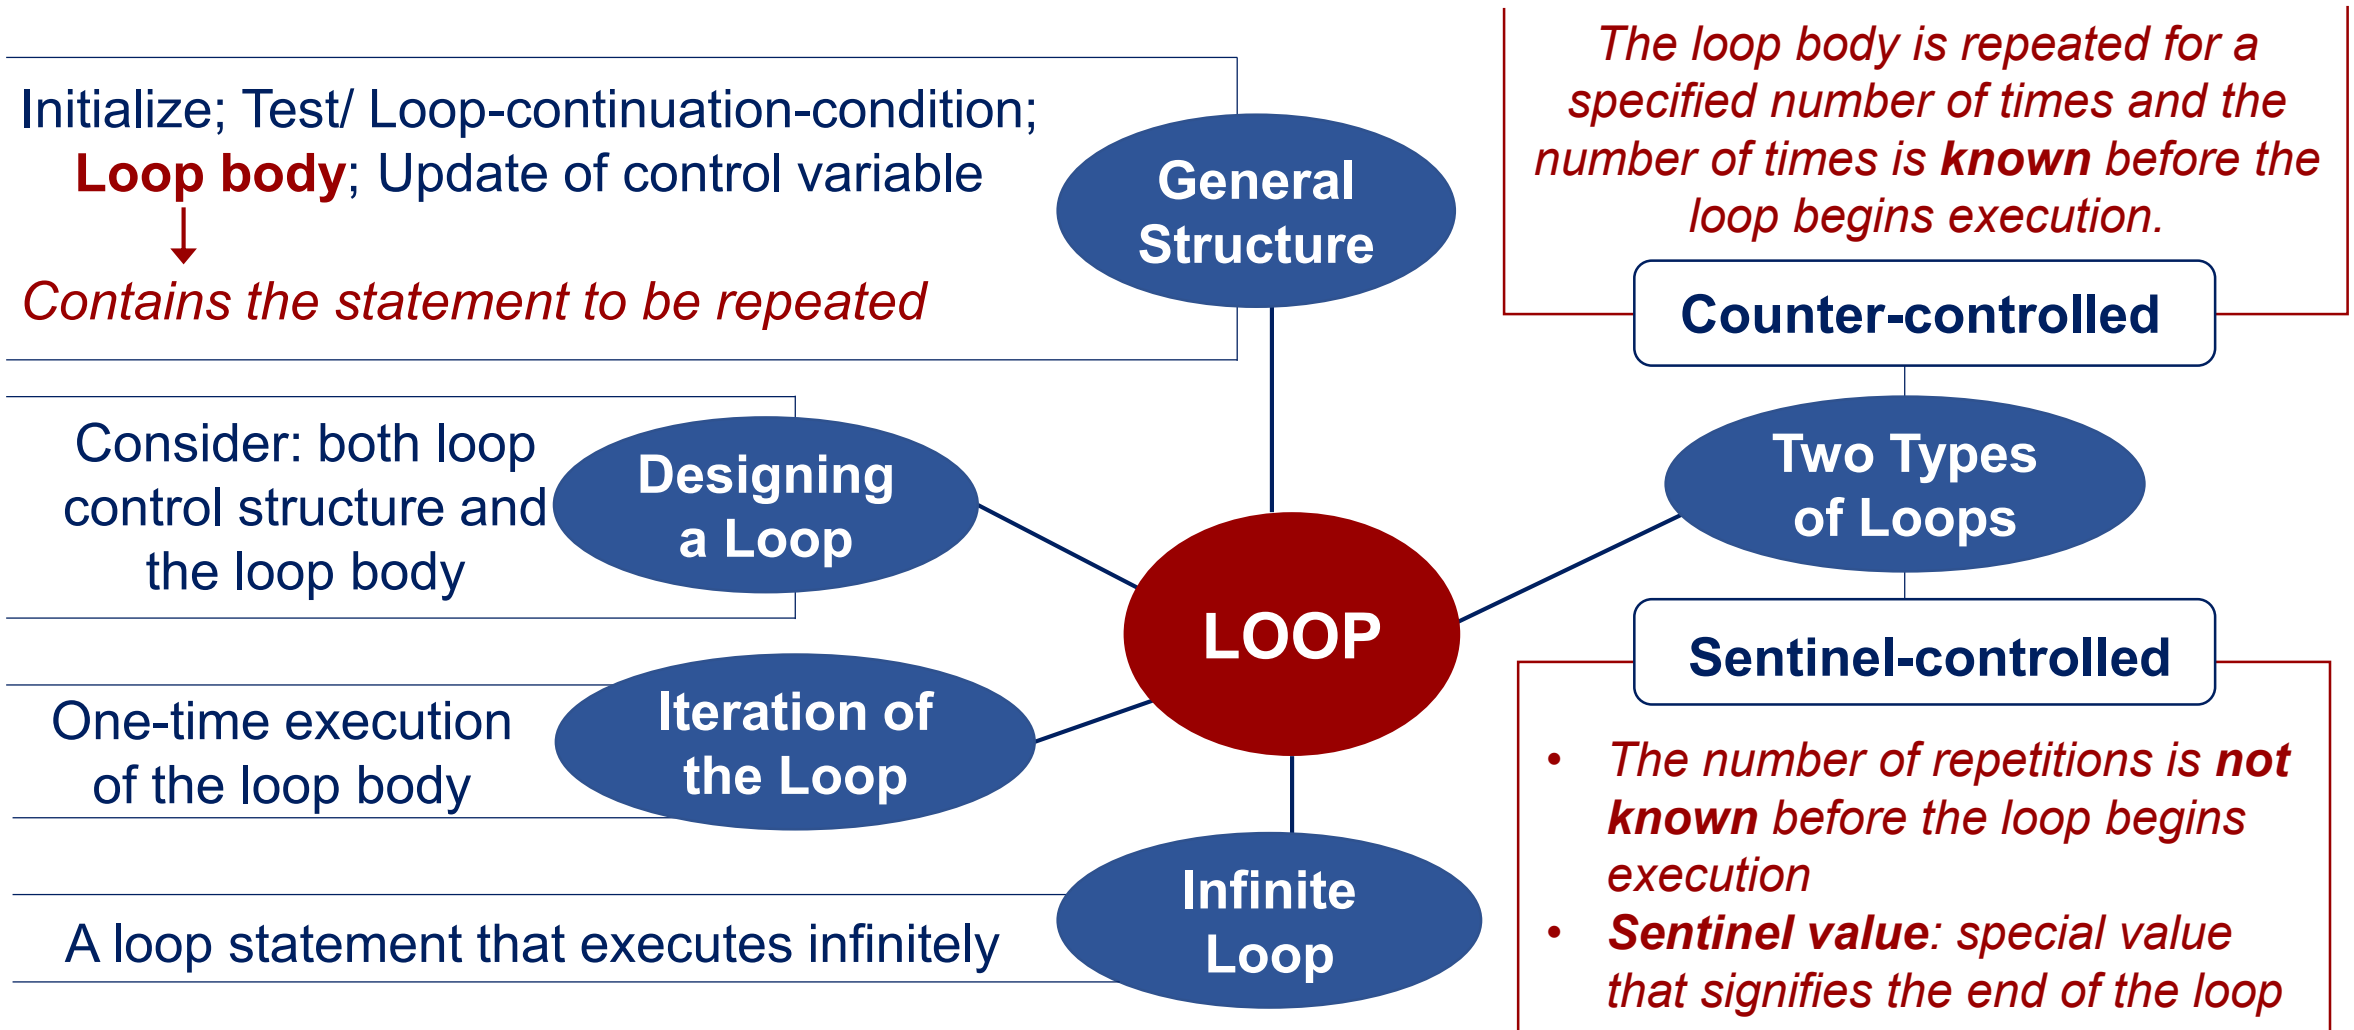 Initialize; Test/ Loop-continuation-condition;
Loop body; Update of control variable
Contains the statement to be repeated
General
Structure
The loop body is repeated for a
specified number of times and the
number of times is known before the
loop begins execution.
Counter-controlled
Consider: both loop
control structure and
the loop body
Designing
a Loop
Two Types
of Loops
LOOP
Sentinel-controlled
One-time execution
of the loop body
Iteration of
the Loop
• The number of repetitions is not
known before the loop begins
execution
• Sentinel value: special value
that signifies the end of the loop
A loop statement that executes infinitely
Infinite
Loop